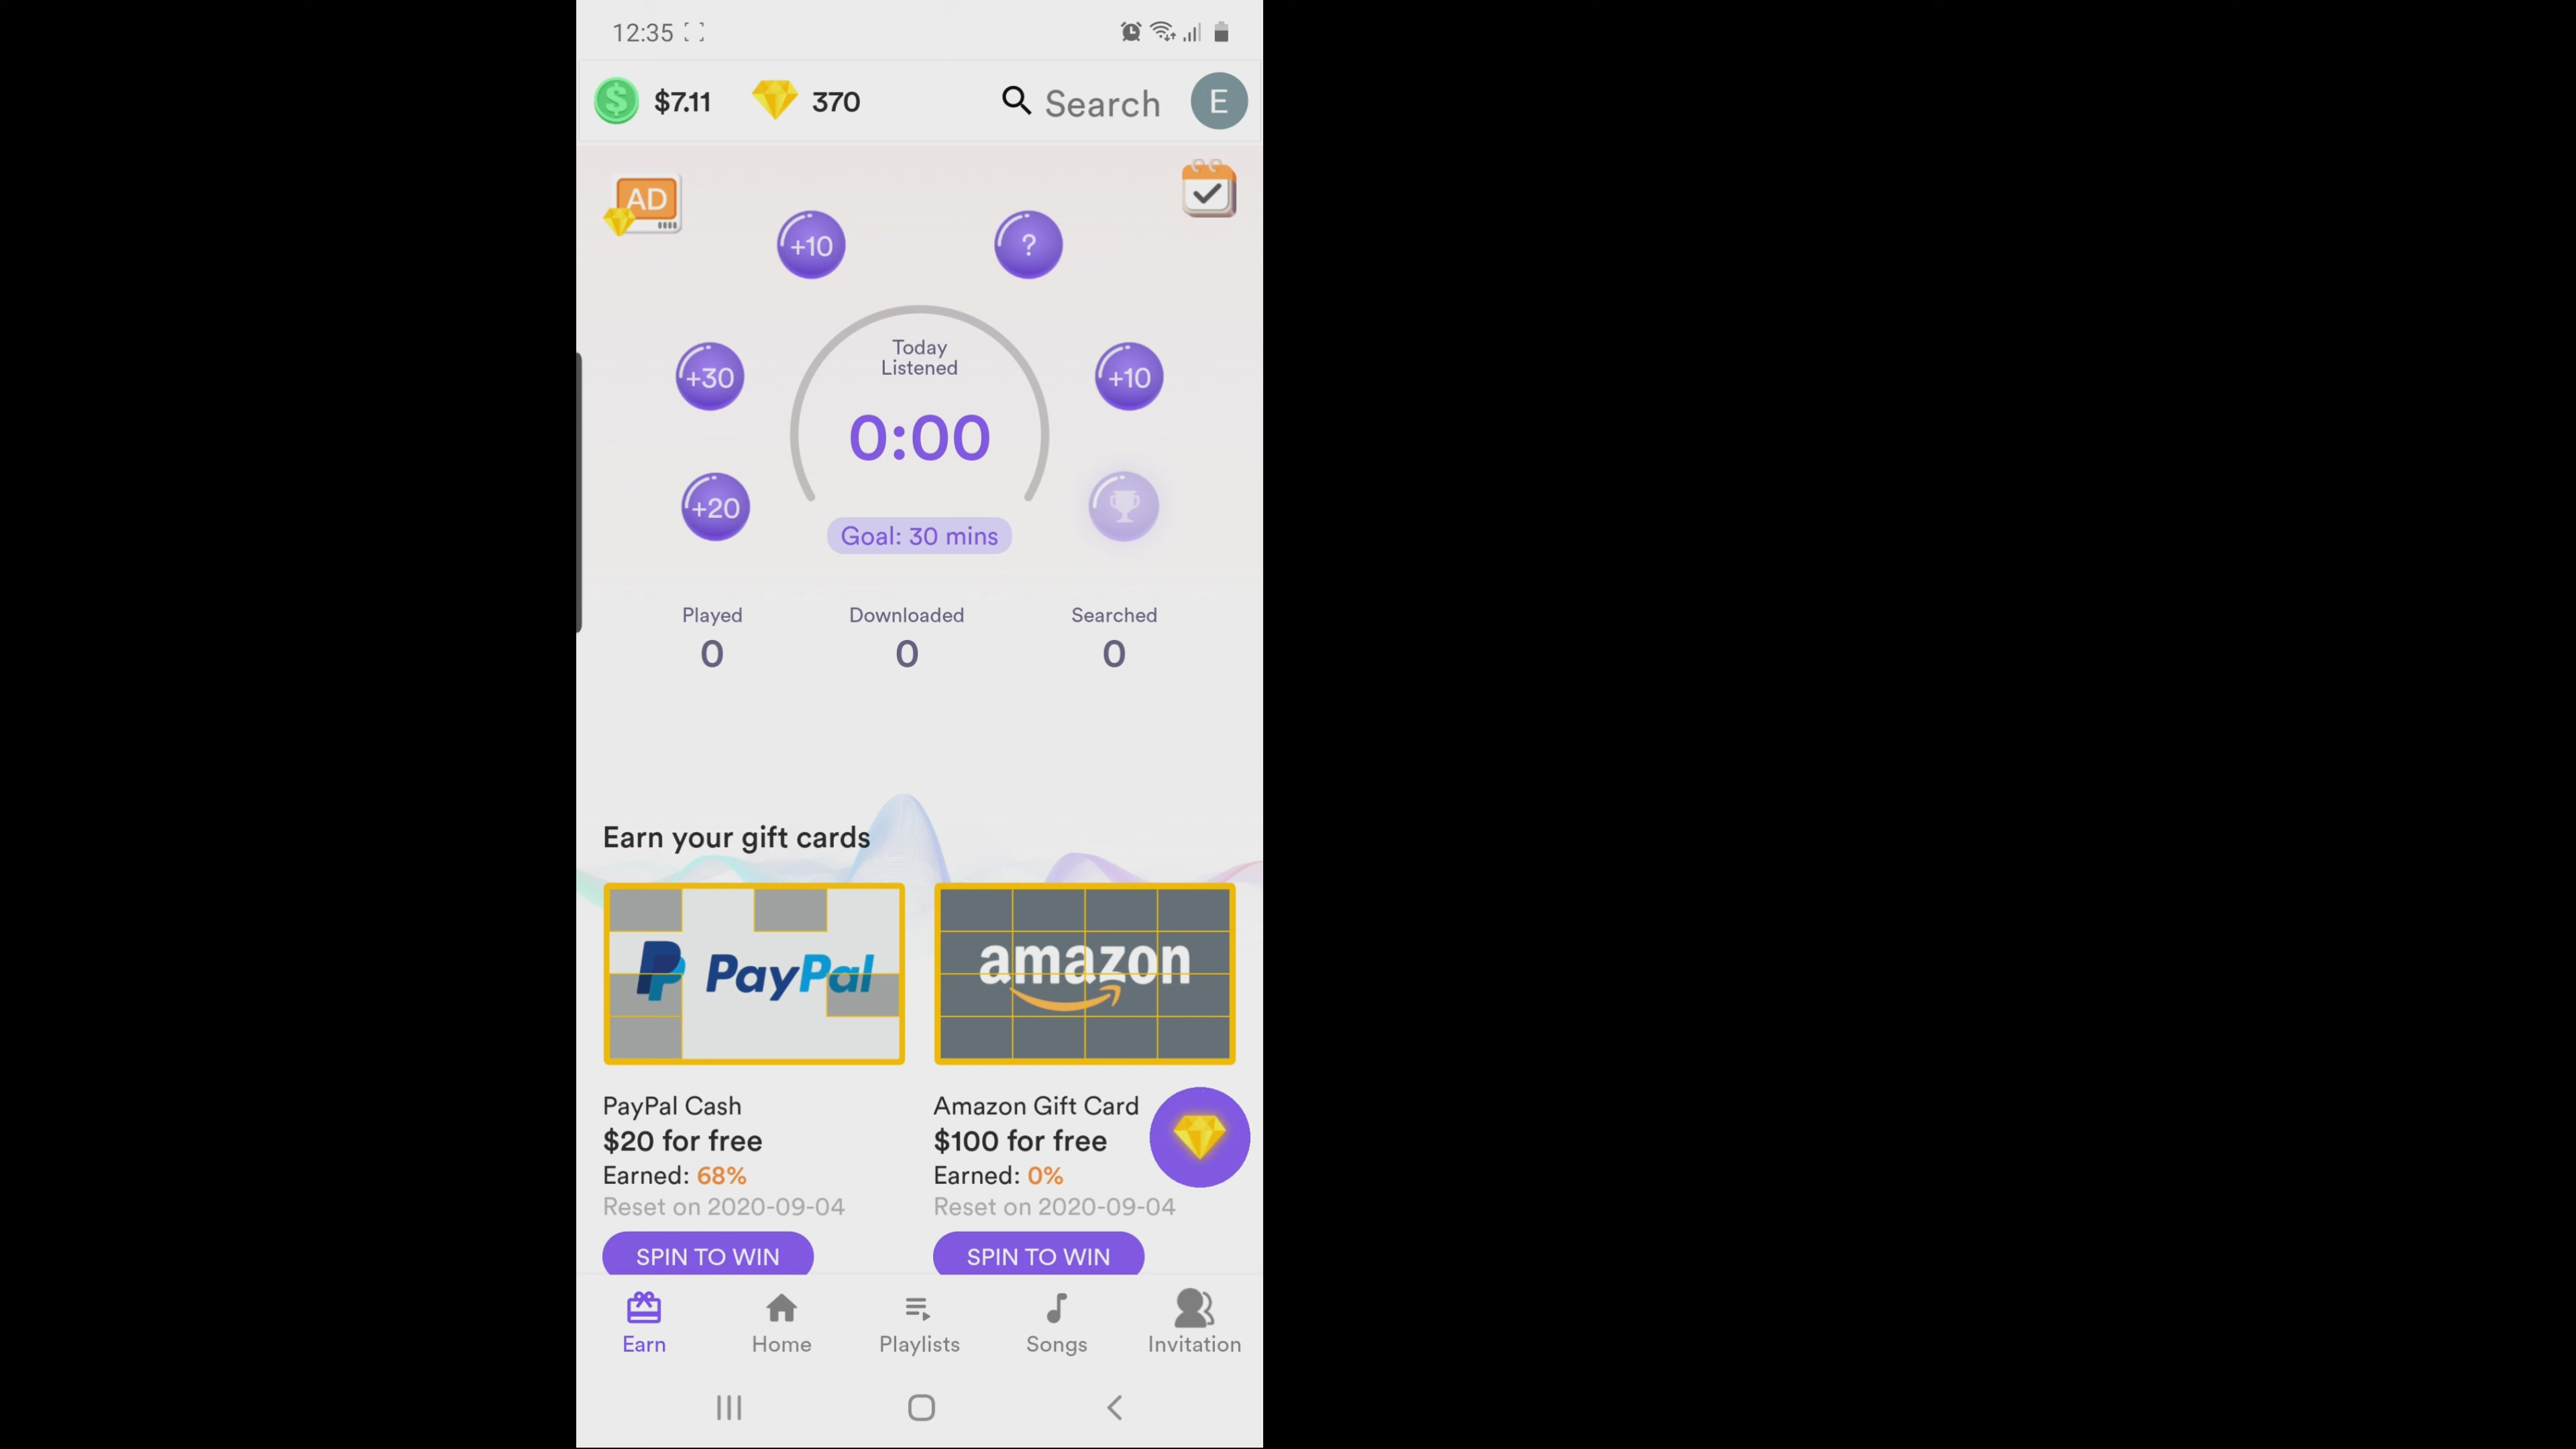 12:35
$7.11 370 Search E
AD
+10 ?
+30 +10
Today
Listened
0:00
+20
Goal: 30 mins
Played Downloaded Searched
0 0 0
Earn your gift cards
PayPal amazon
PayPal Cash Amazon Gift Card
$20 for free $100 for free
Earned: 68% Earned: 0%
Reset on 2020-09-04 Reset on 2020-09-04
SPIN TO WIN SPIN TO WIN
Earn Home Playlists Songs Invitation